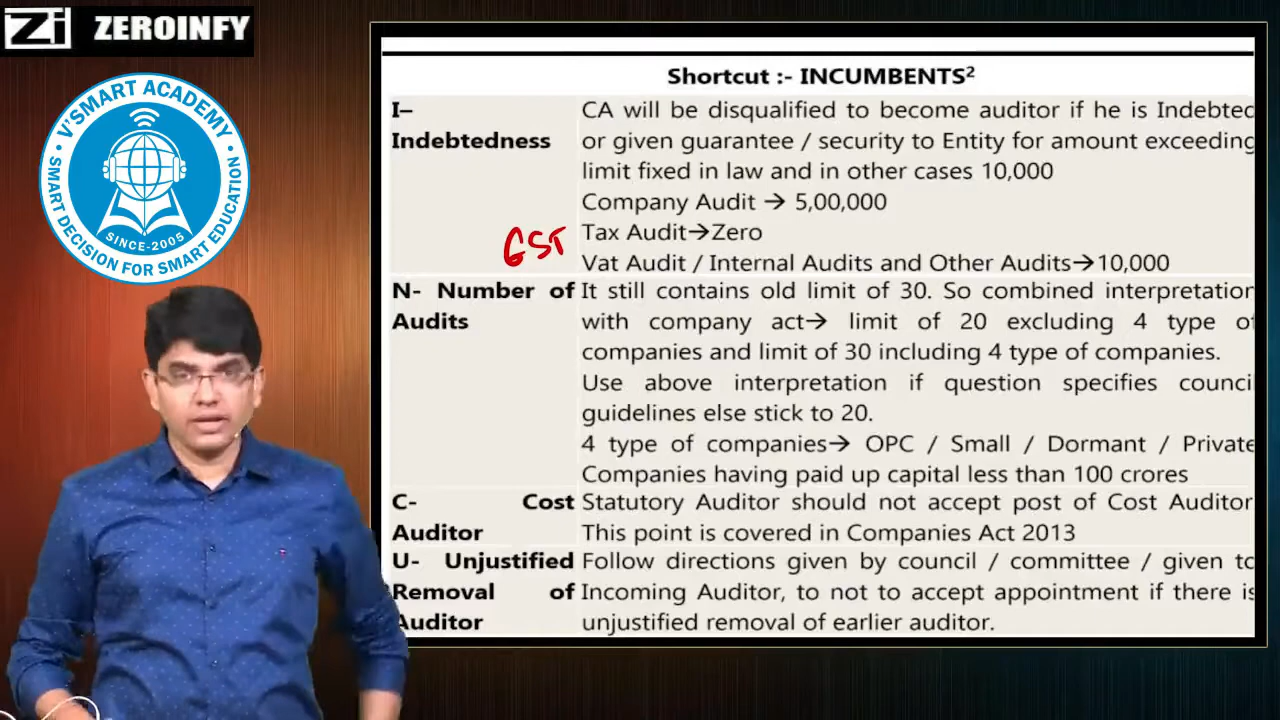 Zi ZEROINFY
V'SMART ACADEMY
SMART DECISION FOR SMART EDUCATION
SINCE-2005
Shortcut :- INCUMBENTS²
I–
Indebtedness
CA will be disqualified to become auditor if he is Indebted
or given guarantee / security to Entity for amount exceeding
limit fixed in law and in other cases 10,000
Company Audit → 5,00,000
GST
Tax Audit→Zero
Vat Audit / Internal Audits and Other Audits→10,000
N- Number of
Audits
It still contains old limit of 30. So combined interpretation
with company act→ limit of 20 excluding 4 type of
companies and limit of 30 including 4 type of companies.
Use above interpretation if question specifies counci
guidelines else stick to 20.
4 type of companies→ OPC / Small / Dormant / Private
Companies having paid up capital less than 100 crores
C- Cost
Auditor
Statutory Auditor should not accept post of Cost Auditor
This point is covered in Companies Act 2013
U- Unjustified
Removal of
Auditor
Follow directions given by council / committee / given to
Incoming Auditor, to not to accept appointment if there is
unjustified removal of earlier auditor.